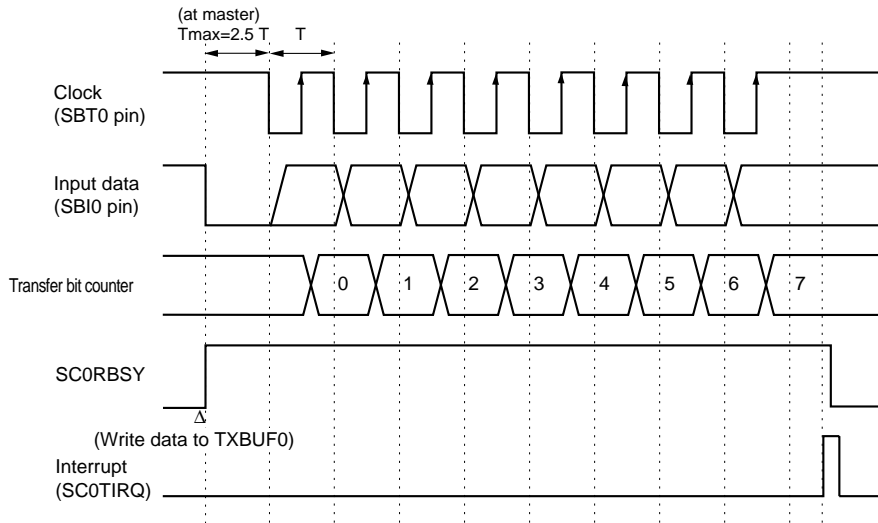 (at master)
Tmax=2.5 T
T
Clock
(SBT0 pin)
Input data
(SBI0 pin)
Transfer bit counter
0 1 2 3 4 5 6 7
SC0RBSY
Δ
(Write data to TXBUF0)
Interrupt
(SC0TIRQ)